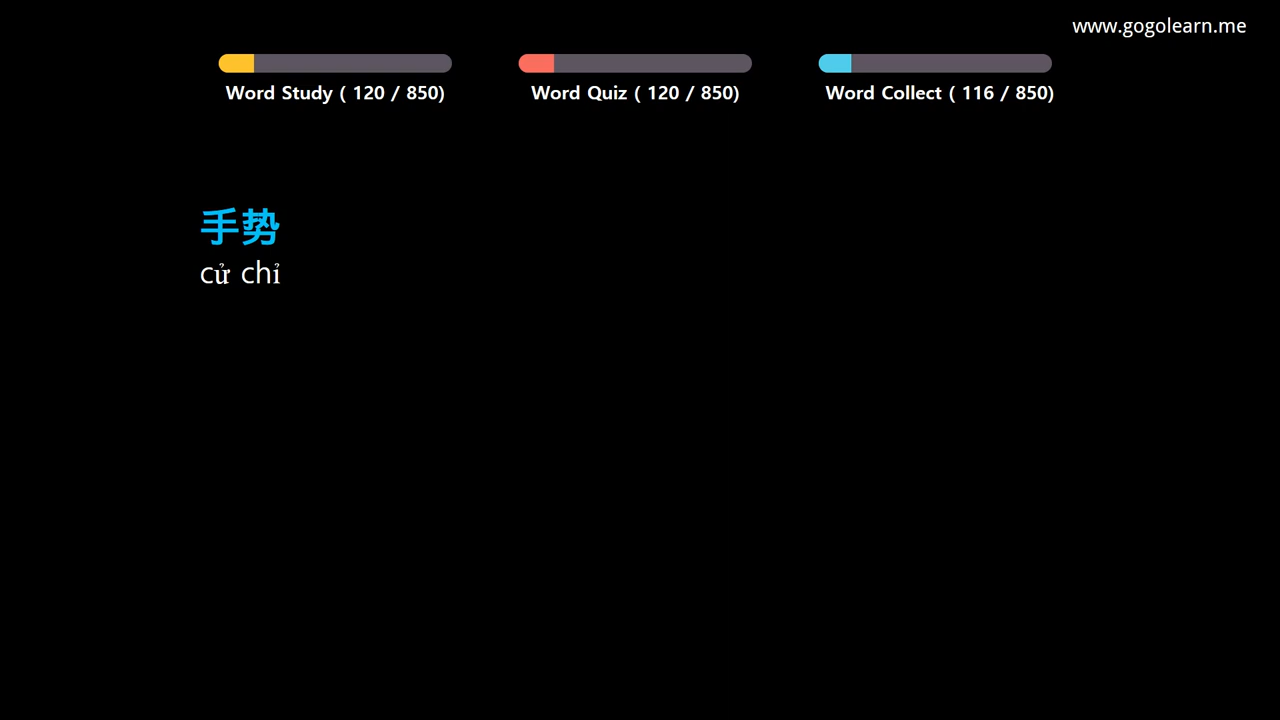 www.gogolearn.me
Word Study ( 120 / 850)
Word Quiz ( 120 / 850)
Word Collect ( 116 / 850)
手势
cử chỉ